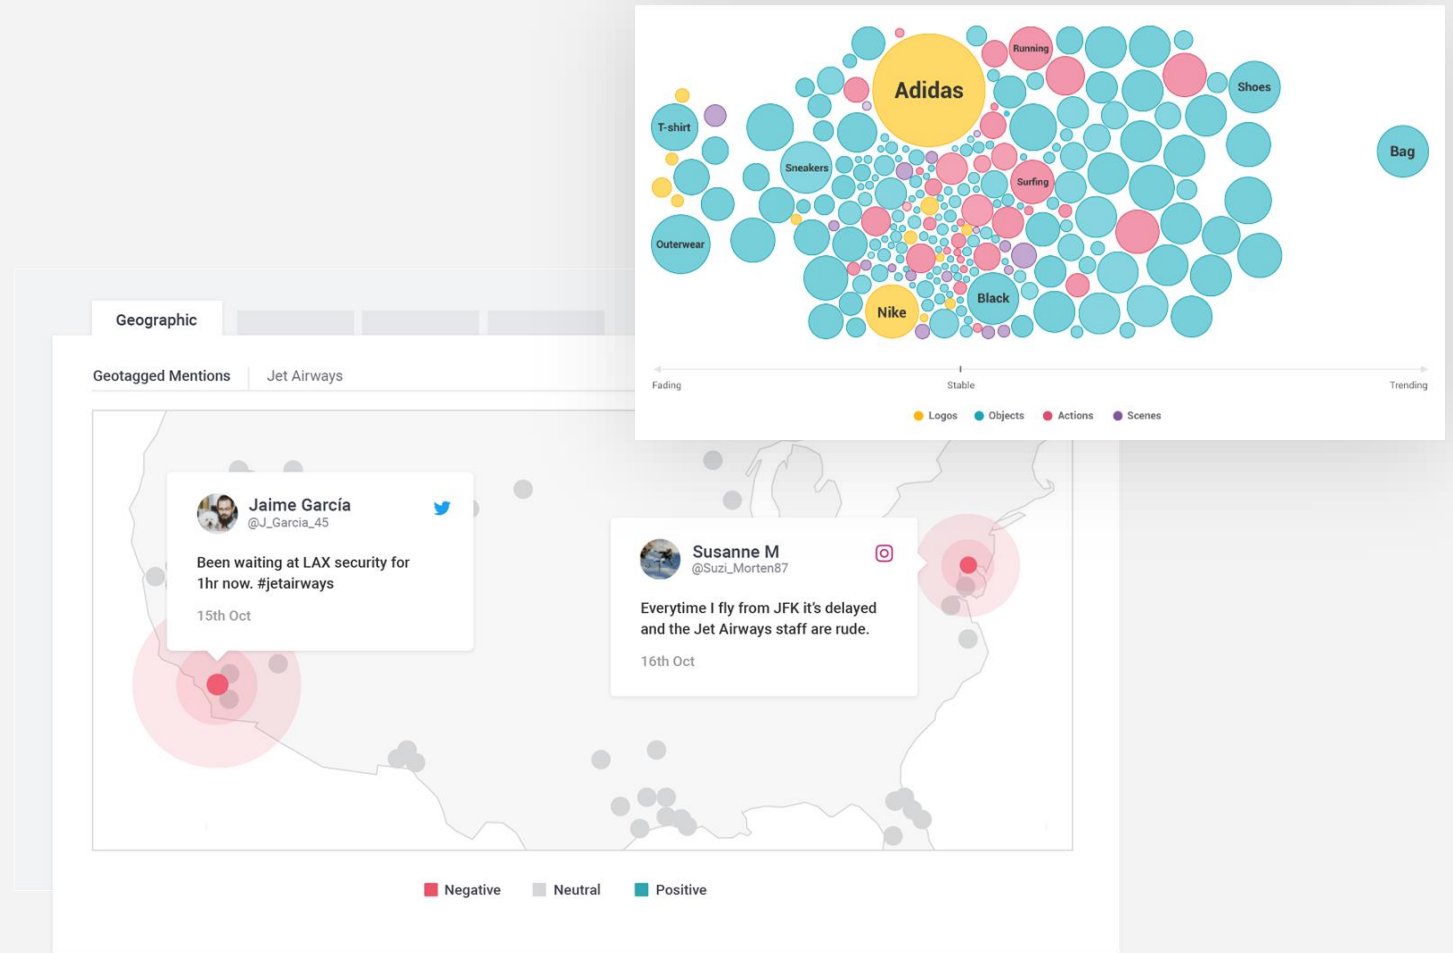 Adidas
Running
Shoes
T-shirt
Bag
Sneakers
Surfing
Outerwear
Black
Nike
Fading
Stable
Trending
Logos
Objects
Actions
Scenes
Geographic
Geotagged Mentions
Jet Airways
Jaime García
@J_Garcia_45
Been waiting at LAX security for
1hr now. #jetairways
15th Oct
Susanne M
@Suzi_Morten87
Everytime I fly from JFK it's delayed
and the Jet Airways staff are rude.
16th Oct
Negative
Neutral
Positive